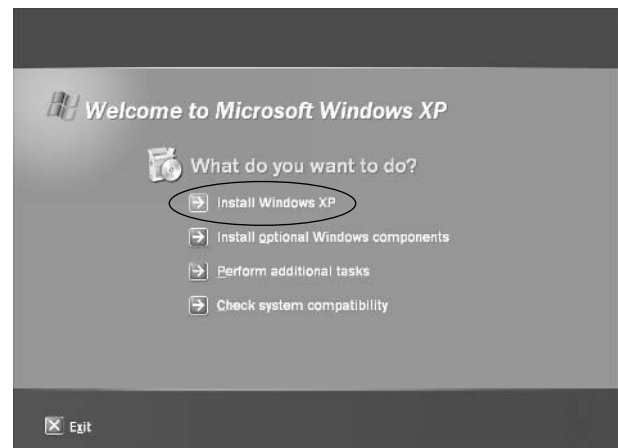 Welcome to Microsoft Windows XP
What do you want to do?
Install Windows XP
Install optional Windows components
Perform additional tasks
Check system compatibility
Exit